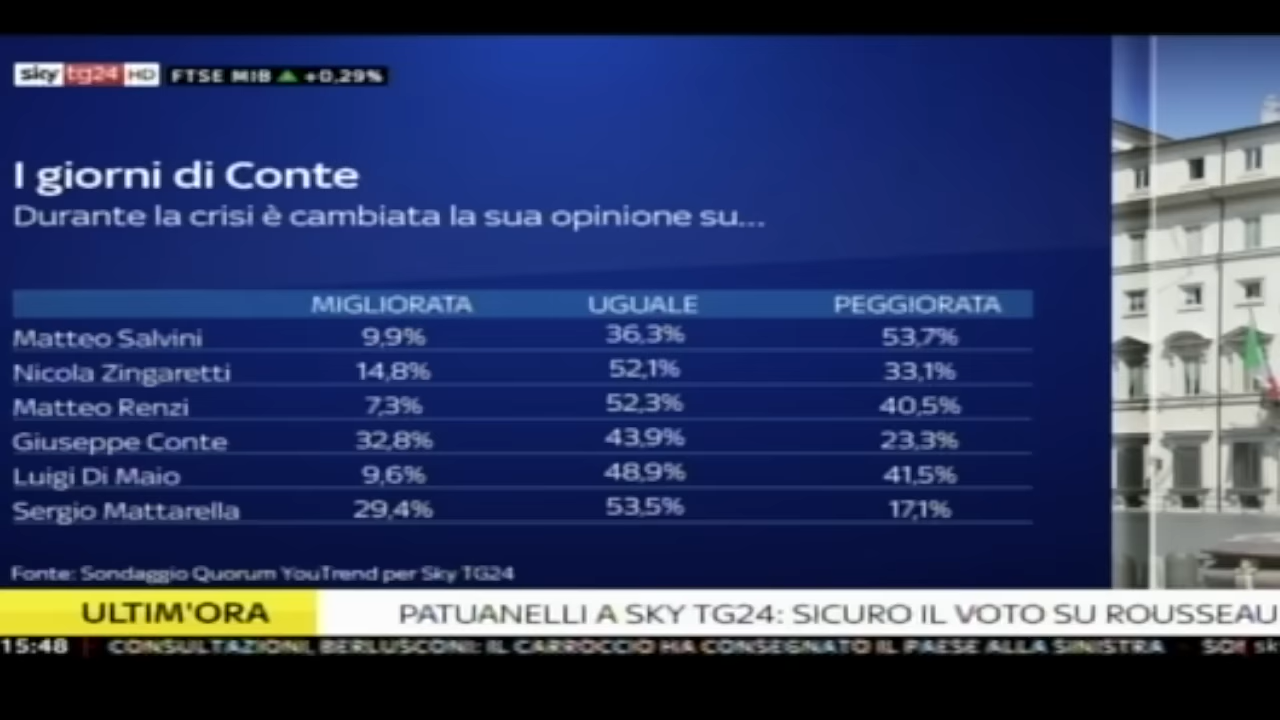 sky tg24 HD FTSE MIB ▲ +0,29%
I giorni di Conte
Durante la crisi è cambiata la sua opinione su...
MIGLIORATA UGUALE PEGGIORATA
Matteo Salvini 9,9% 36,3% 53,7%
Nicola Zingaretti 14,8% 52,1% 33,1%
Matteo Renzi 7,3% 52,3% 40,5%
Giuseppe Conte 32,8% 43,9% 23,3%
Luigi Di Maio 9,6% 48,9% 41,5%
Sergio Mattarella 29,4% 53,5% 17,1%
Fonte: Sondaggio Quorum YouTrend per Sky TG24
ULTIM'ORA PATUANELLI A SKY TG24: SICURO IL VOTO SU ROUSSEAU
15:48 CONSULTAZIONI, BERLUSCONI: IL CARROCCIO HA CONSEGNATO IL PAESE ALLA SINISTRA